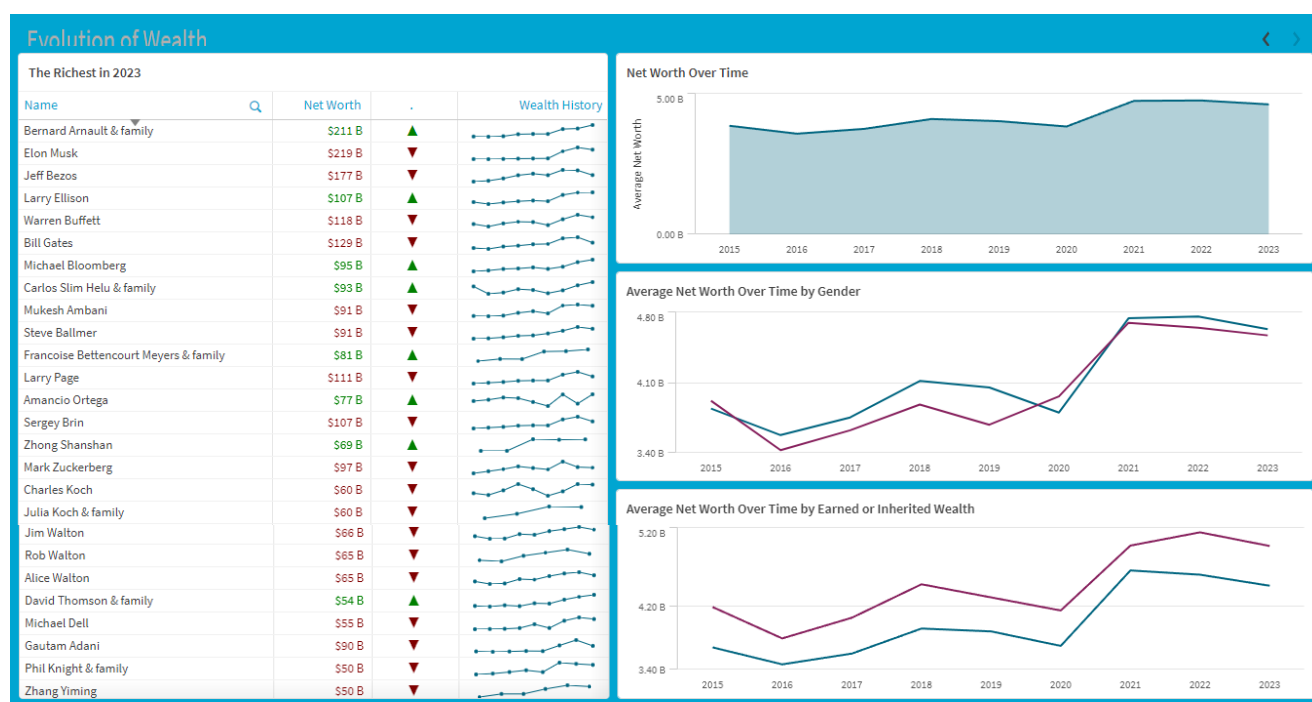 Evolution of Wealth
The Richest in 2023
Name Net Worth . Wealth History
Bernard Arnault & family $211 B
Elon Musk $219 B
Jeff Bezos $177 B
Larry Ellison $107 B
Warren Buffett $118 B
Bill Gates $129 B
Michael Bloomberg $95 B
Carlos Slim Helu & family $93 B
Mukesh Ambani $91 B
Steve Ballmer $91 B
Francoise Bettencourt Meyers & family $81 B
Larry Page $111 B
Amancio Ortega $77 B
Sergey Brin $107 B
Zhong Shanshan $69 B
Mark Zuckerberg $97 B
Charles Koch $60 B
Julia Koch & family $60 B
Jim Walton $66 B
Rob Walton $65 B
Alice Walton $65 B
David Thomson & family $54 B
Michael Dell $55 B
Gautam Adani $90 B
Phil Knight & family $50 B
Zhang Yiming $50 B
Net Worth Over Time
Average Net Worth
5.00 B
0.00 B
2015 2016 2017 2018 2019 2020 2021 2022 2023
Average Net Worth Over Time by Gender
4.80 B
4.10 B
3.40 B
2015 2016 2017 2018 2019 2020 2021 2022 2023
Average Net Worth Over Time by Earned or Inherited Wealth
5.20 B
4.20 B
3.40 B
2015 2016 2017 2018 2019 2020 2021 2022 2023